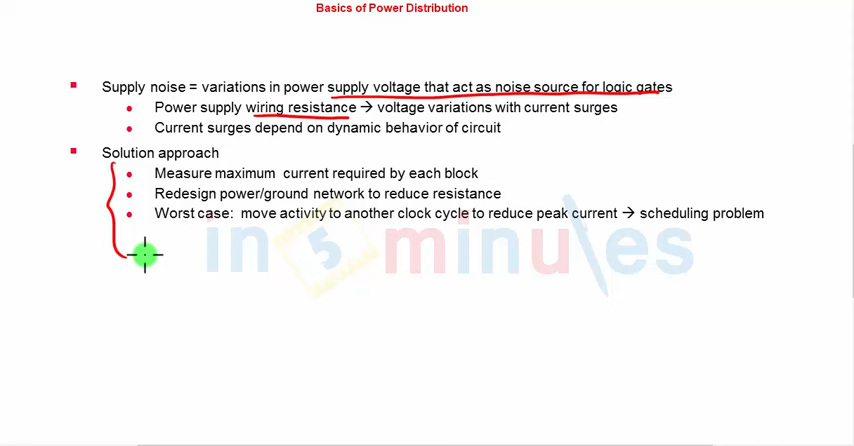 Basics of Power Distribution
Supply noise = variations in power supply voltage that act as noise source for logic gates
Power supply wiring resistance → voltage variations with current surges
Current surges depend on dynamic behavior of circuit
Solution approach
Measure maximum current required by each block
Redesign power/ground network to reduce resistance
Worst case: move activity to another clock cycle to reduce peak current → scheduling problem
in 5 minutes